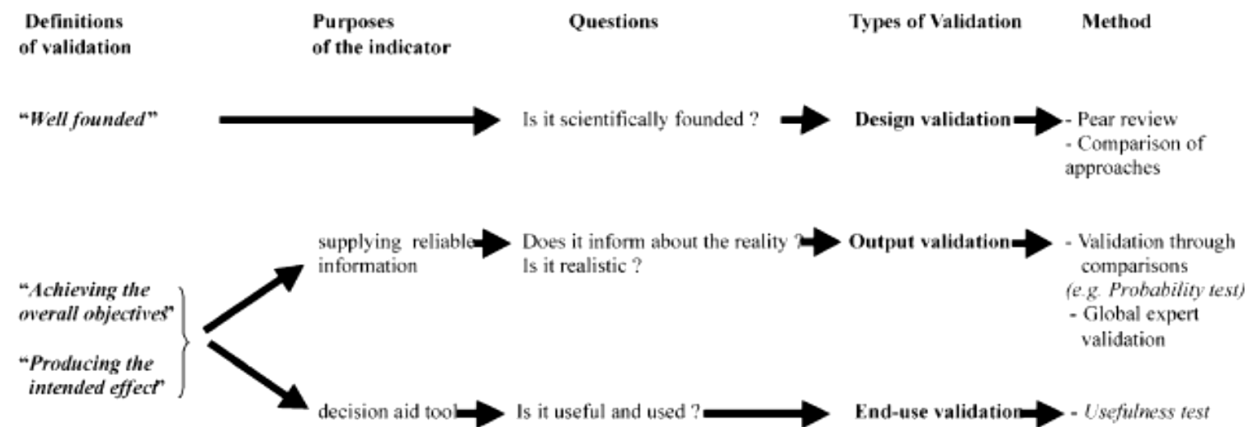 Definitions
of validation
Purposes
of the indicator
Questions
Types of Validation
Method
“Well founded”
Is it scientifically founded ?
Design validation
- Pear review
- Comparison of
approaches
supplying reliable
information
Does it inform about the reality ?
Is it realistic ?
Output validation
- Validation through
comparisons
(e.g. Probability test)
- Global expert
validation
“Achieving the
overall objectives”
“Producing the
intended effect”
decision aid tool
Is it useful and used ?
End-use validation
- Usefulness test